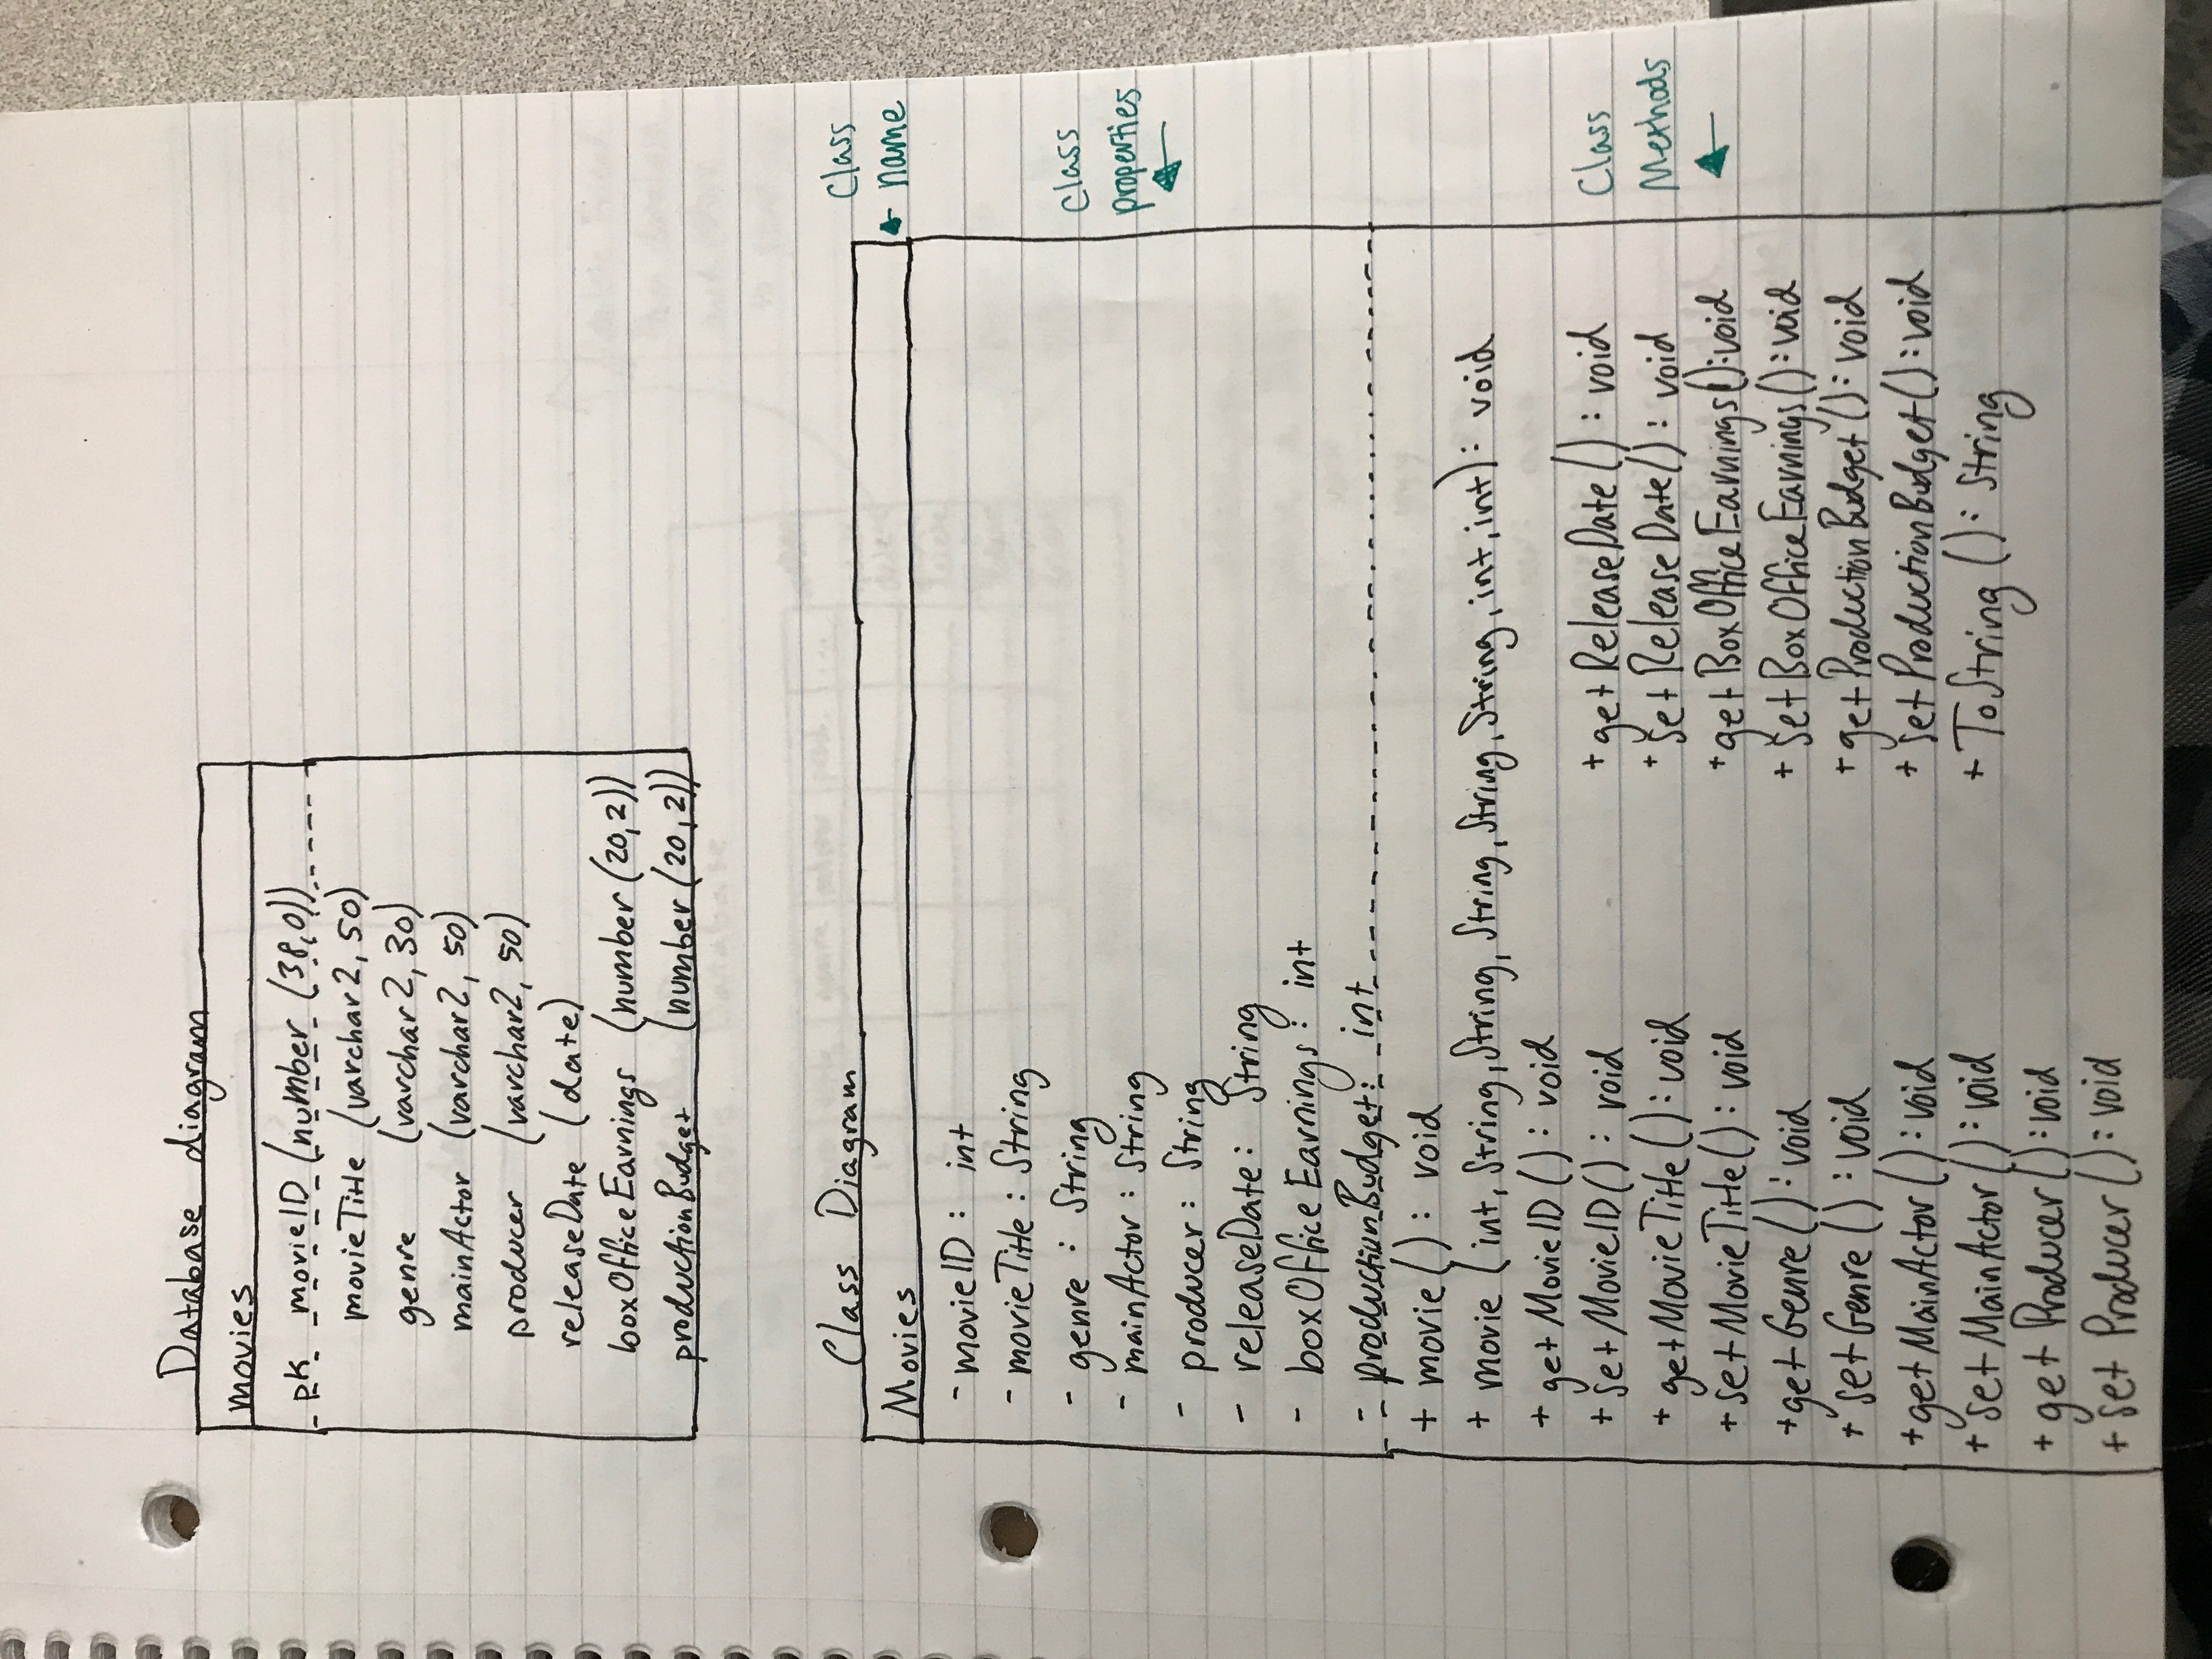 Database diagram
movies
pk movieID (number (38,0))
movieTitle (varchar2, 50)
genre (varchar2, 30)
mainActor (varchar2, 50)
producer (varchar2, 50)
releaseDate (date)
boxOfficeEarnings (number (20,2))
productionBudget (number (20,2))
Class Diagram
Class
← name
Movies
- movieID : int
- movieTitle : String
- genre : String
- mainActor : String
- producer : String
- releaseDate : String
- boxOfficeEarnings : int
- productionBudget : int
Class
properties
←
+ movie () : void
+ movie (int, String, String, String, String, String, int, int) : void
+ getMovieID () : void
+ setMovieID () : void
+ getMovieTitle () : void
+ setMovieTitle () : void
+ getGenre () : void
+ setGenre () : void
+ getMainActor () : void
+ setMainActor () : void
+ getProducer () : void
+ setProducer () : void
+ getReleaseDate () : void
+ setReleaseDate () : void
+ getBoxOfficeEarnings () : void
+ setBoxOfficeEarnings () : void
+ getProductionBudget () : void
+ setProductionBudget () : void
+ ToString () : String
Class
Methods
←